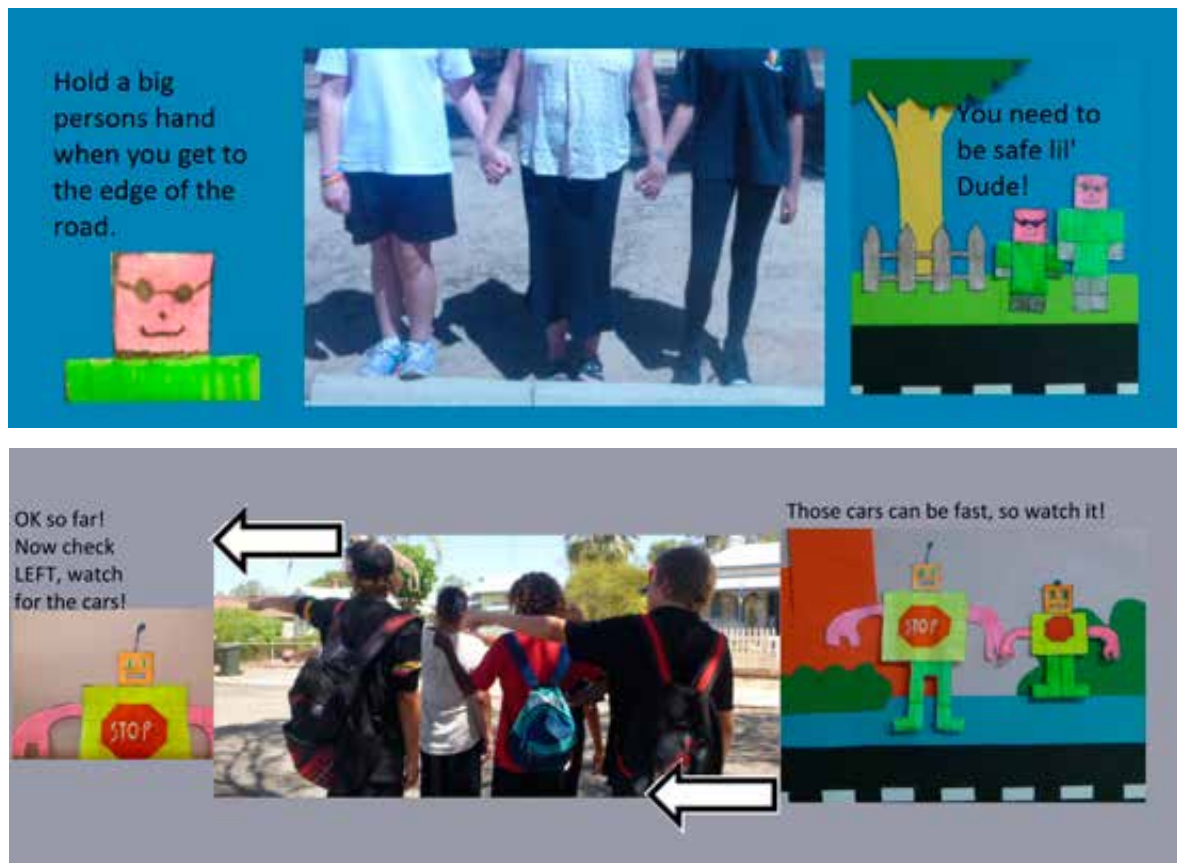 Hold a big
persons hand
when you get to
the edge of the
road.
You need to
be safe lil'
Dude!
OK so far!
Now check
LEFT, watch
for the cars!
STOP
Those cars can be fast, so watch it!
STOP